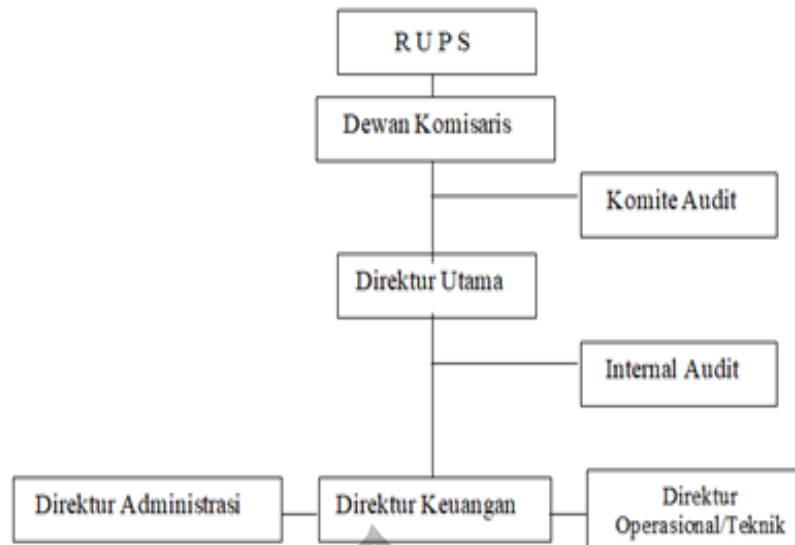 R U P S
Dewan Komisaris
Komite Audit
Direktur Utama
Internal Audit
Direktur Administrasi
Direktur Keuangan
Direktur
Operasional/Teknik